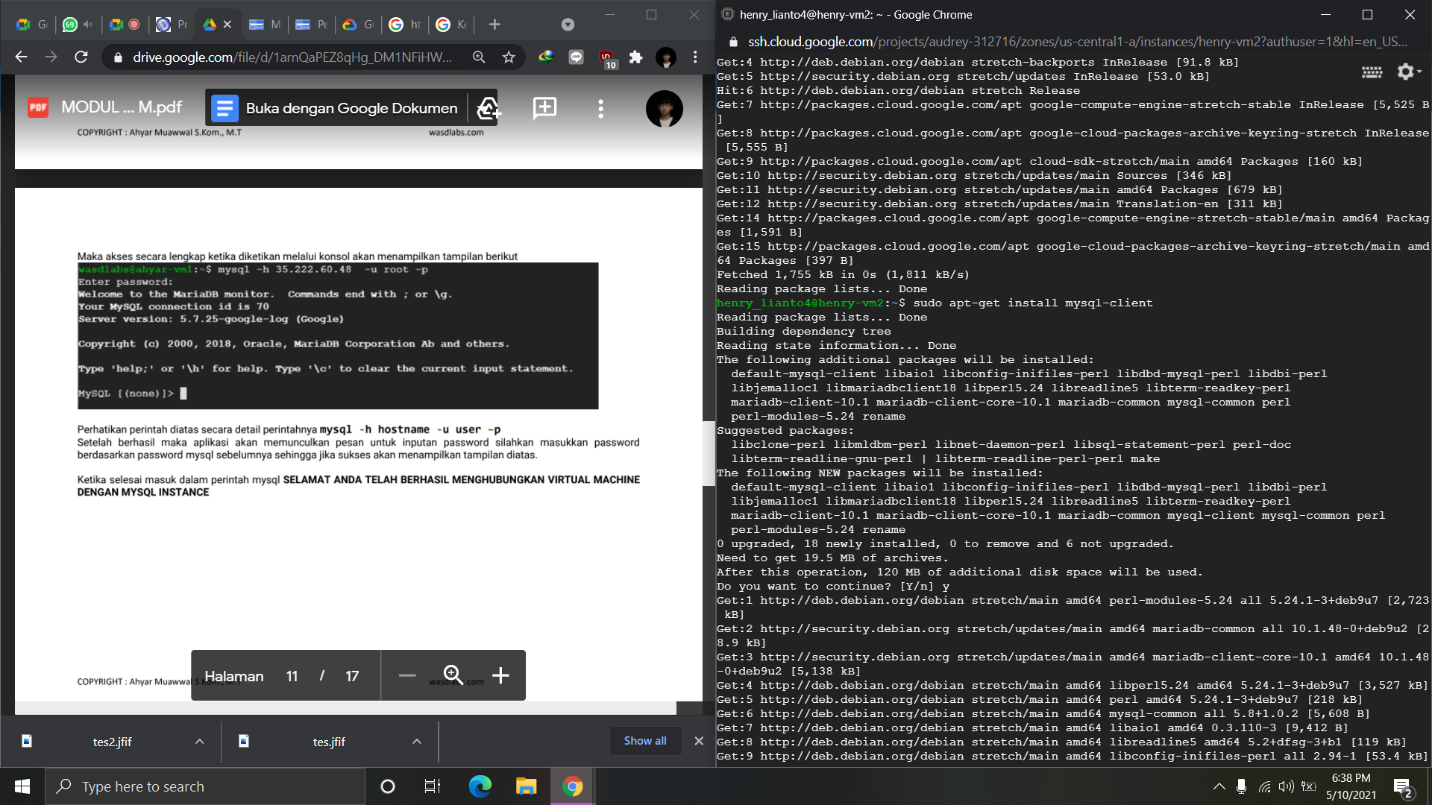 G
69
P
M
Pe
G
ht
K
drive.google.com/file/d/1arnQaPEZ8qHg_DM1NFiHW...
10
PDF
MODUL ... M.pdf
Buka dengan Google Dokumen
COPYRIGHT : Ahyar Muawwal S.Kom., M.T
wasdlabs.com
Maka akses secara lengkap ketika diketikan melalui konsol akan menampilkan tampilan berikut
wasdlabs@ahyar-vm1:~$ mysql -h 35.222.60.48 -u root -p
Enter password:
Welcome to the MariaDB monitor. Commands end with ; or \g.
Your MySQL connection id is 70
Server version: 5.7.25-google-log (Google)
Copyright (c) 2000, 2018, Oracle, MariaDB Corporation Ab and others.
Type 'help;' or '\h' for help. Type '\c' to clear the current input statement.
MySQL [(none)]>
Perhatikan perintah diatas secara detail perintahnya mysql -h hostname -u user -p
Setelah berhasil maka aplikasi akan memunculkan pesan untuk inputan password silahkan masukkan password
berdasarkan password mysql sebelumnya sehingga jika sukses akan menampilkan tampilan diatas.
Ketika selesai masuk dalam perintah mysql SELAMAT ANDA TELAH BERHASIL MENGHUBUNGKAN VIRTUAL MACHINE
DENGAN MYSQL INSTANCE
COPYRIGHT : Ahyar Muawwal
Halaman 11 / 17
tes2.jfif
tes.jfif
Show all
henry_lianto4@henry-vm2: ~ - Google Chrome
ssh.cloud.google.com/projects/audrey-312716/zones/us-central1-a/instances/henry-vm2?authuser=1&hl=en_US...
Get:4 http://deb.debian.org/debian stretch-backports InRelease [91.8 kB]
Get:5 http://security.debian.org stretch/updates InRelease [53.0 kB]
Hit:6 http://deb.debian.org/debian stretch Release
Get:7 http://packages.cloud.google.com/apt google-compute-engine-stretch-stable InRelease [5,525 B
]
Get:8 http://packages.cloud.google.com/apt google-cloud-packages-archive-keyring-stretch InRelease
[5,555 B]
Get:9 http://packages.cloud.google.com/apt cloud-sdk-stretch/main amd64 Packages [160 kB]
Get:10 http://security.debian.org stretch/updates/main Sources [346 kB]
Get:11 http://security.debian.org stretch/updates/main amd64 Packages [679 kB]
Get:12 http://security.debian.org stretch/updates/main Translation-en [311 kB]
Get:14 http://packages.cloud.google.com/apt google-compute-engine-stretch-stable/main amd64 Packag
es [1,591 B]
Get:15 http://packages.cloud.google.com/apt google-cloud-packages-archive-keyring-stretch/main amd
64 Packages [397 B]
Fetched 1,755 kB in 0s (1,811 kB/s)
Reading package lists... Done
henry_lianto4@henry-vm2:~$ sudo apt-get install mysql-client
Reading package lists... Done
Building dependency tree
Reading state information... Done
The following additional packages will be installed:
default-mysql-client libaio1 libconfig-inifiles-perl libdbd-mysql-perl libdbi-perl
libjemalloc1 libmariadbclient18 libperl5.24 libreadline5 libterm-readkey-perl
mariadb-client-10.1 mariadb-client-core-10.1 mariadb-common mysql-common perl
perl-modules-5.24 rename
Suggested packages:
libclone-perl libmldbm-perl libnet-daemon-perl libsql-statement-perl perl-doc
libterm-readline-gnu-perl | libterm-readline-perl-perl make
The following NEW packages will be installed:
default-mysql-client libaio1 libconfig-inifiles-perl libdbd-mysql-perl libdbi-perl
libjemalloc1 libmariadbclient18 libperl5.24 libreadline5 libterm-readkey-perl
mariadb-client-10.1 mariadb-client-core-10.1 mariadb-common mysql-client mysql-common perl
perl-modules-5.24 rename
0 upgraded, 18 newly installed, 0 to remove and 6 not upgraded.
Need to get 19.5 MB of archives.
After this operation, 120 MB of additional disk space will be used.
Do you want to continue? [Y/n] y
Get:1 http://deb.debian.org/debian stretch/main amd64 perl-modules-5.24 all 5.24.1-3+deb9u7 [2,723
kB]
Get:2 http://security.debian.org stretch/updates/main amd64 mariadb-common all 10.1.48-0+deb9u2 [2
8.9 kB]
Get:3 http://security.debian.org stretch/updates/main amd64 mariadb-client-core-10.1 amd64 10.1.48
-0+deb9u2 [5,138 kB]
Get:4 http://deb.debian.org/debian stretch/main amd64 libperl5.24 amd64 5.24.1-3+deb9u7 [3,527 kB]
Get:5 http://deb.debian.org/debian stretch/main amd64 perl amd64 5.24.1-3+deb9u7 [218 kB]
Get:6 http://deb.debian.org/debian stretch/main amd64 mysql-common all 5.8+1.0.2 [5,608 B]
Get:7 http://deb.debian.org/debian stretch/main amd64 libaio1 amd64 0.3.110-3 [9,412 B]
Get:8 http://deb.debian.org/debian stretch/main amd64 libreadline5 amd64 5.2+dfsg-3+b1 [119 kB]
Get:9 http://deb.debian.org/debian stretch/main amd64 libconfig-inifiles-perl all 2.94-1 [53.4 kB]
Type here to search
6:38 PM
5/10/2021
2